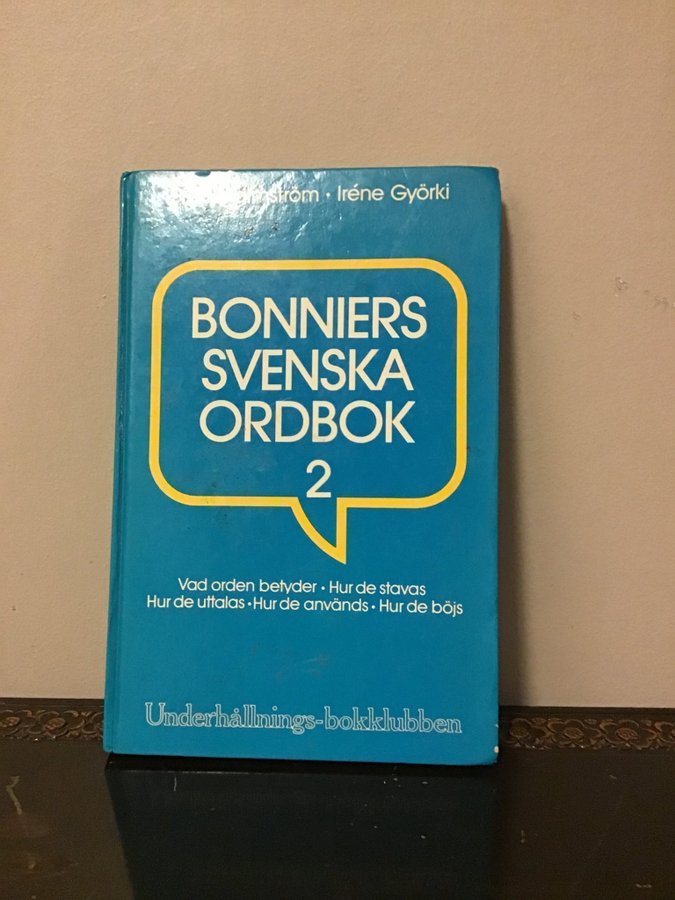 · Iréne Györki
BONNIERS
SVENSKA
ORDBOK
2
Vad orden betyder · Hur de stavas
Hur de uttalas · Hur de används · Hur de böjs
Underhållnings-bokklubben